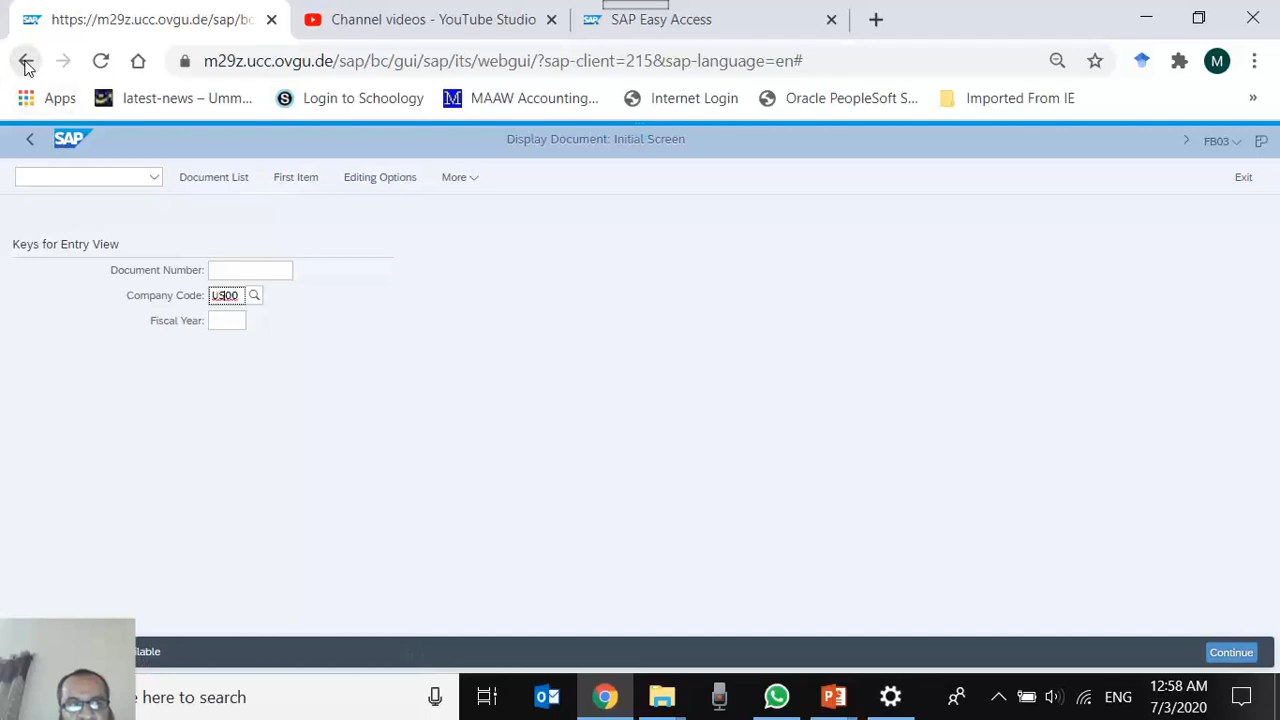 https://m29z.ucc.ovgu.de/sap/bc
Channel videos - YouTube Studio
SAP Easy Access
m29z.ucc.ovgu.de/sap/bc/gui/sap/its/webgui/?sap-client=215&sap-language=en#
M
Apps
latest-news – Umm...
Login to Schoology
MAAW Accounting...
Internet Login
Oracle PeopleSoft S...
Imported From IE
SAP
Display Document: Initial Screen
FB03
Document List
First Item
Editing Options
More
Exit
Keys for Entry View
Document Number:
Company Code: US00
Fiscal Year:
ilable
Continue
here to search
ENG
12:58 AM
7/3/2020